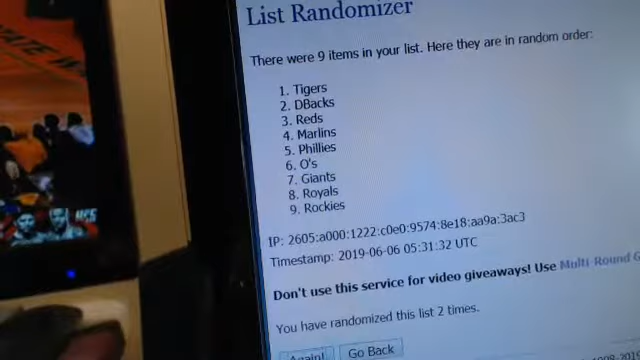 List Randomizer
There were 9 items in your list. Here they are in random order:
1. Tigers
2. DBacks
3. Reds
4. Marlins
5. Phillies
6. O's
7. Giants
8. Royals
9. Rockies
IP: 2605:a000:1222:c0e0:9574:8e18:aa9a:3ac3
Timestamp: 2019-06-06 05:31:32 UTC
Don't use this service for video giveaways! Use Multi-Round G
You have randomized this list 2 times.
Again! Go Back
UFC